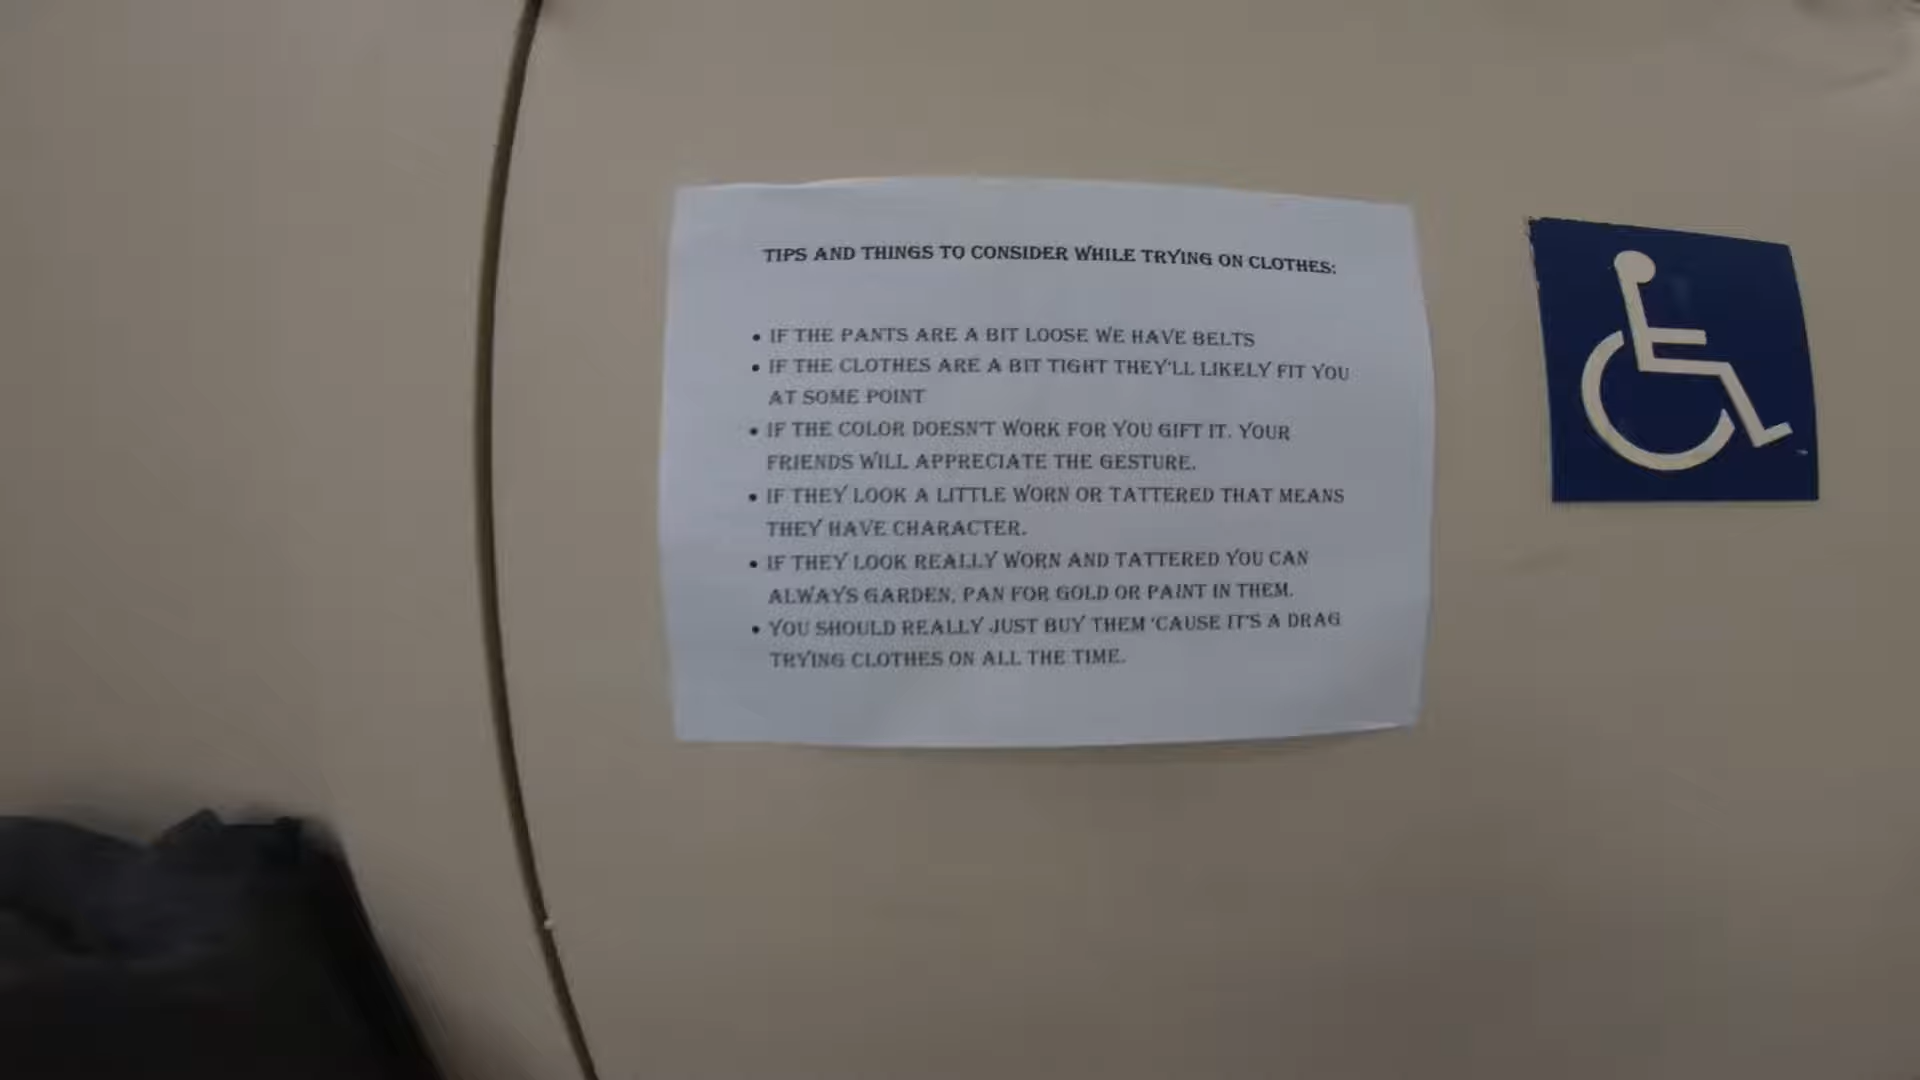 TIPS AND THINGS TO CONSIDER WHILE TRYING ON CLOTHES:
• IF THE PANTS ARE A BIT LOOSE WE HAVE BELTS
• IF THE CLOTHES ARE A BIT TIGHT THEY'LL LIKELY FIT YOU
AT SOME POINT
• IF THE COLOR DOESN'T WORK FOR YOU GIFT IT. YOUR
FRIENDS WILL APPRECIATE THE GESTURE.
• IF THEY LOOK A LITTLE WORN OR TATTERED THAT MEANS
THEY HAVE CHARACTER.
• IF THEY LOOK REALLY WORN AND TATTERED YOU CAN
ALWAYS GARDEN, PAN FOR GOLD OR PAINT IN THEM.
• YOU SHOULD REALLY JUST BUY THEM 'CAUSE IT'S A DRAG
TRYING CLOTHES ON ALL THE TIME.